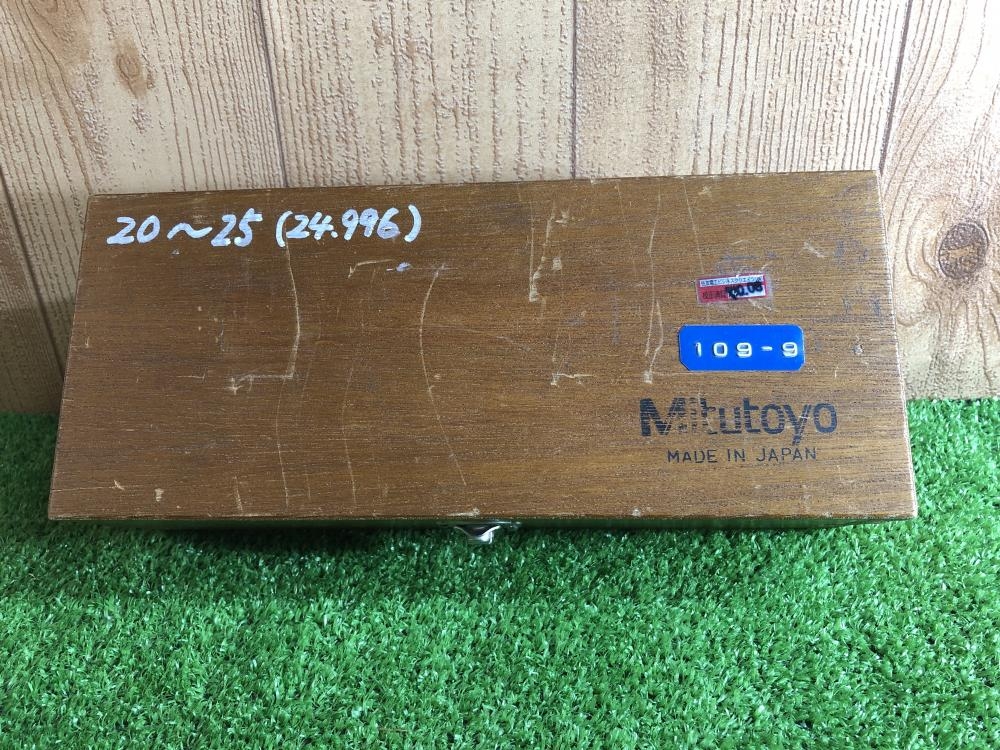 20~25 (24.996)
109-9
Mitutoyo
MADE IN JAPAN